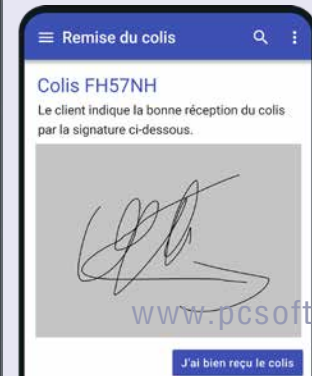 Remise du colis
Colis FH57NH
Le client indique la bonne réception du colis
par la signature ci-dessous.
www.pcsoft
J'ai bien reçu le colis